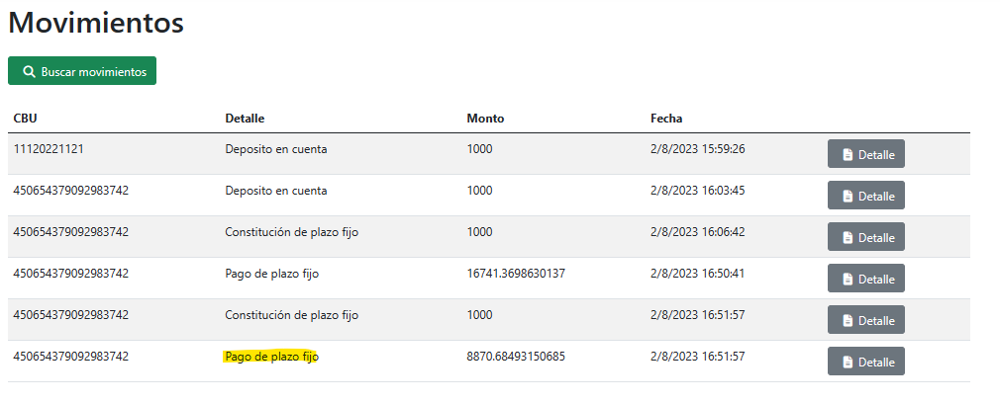 Movimientos
Buscar movimientos
CBU Detalle Monto Fecha
11120221121 Deposito en cuenta 1000 2/8/2023 15:59:26 Detalle
450654379092983742 Deposito en cuenta 1000 2/8/2023 16:03:45 Detalle
450654379092983742 Constitución de plazo fijo 1000 2/8/2023 16:06:42 Detalle
450654379092983742 Pago de plazo fijo 16741.3698630137 2/8/2023 16:50:41 Detalle
450654379092983742 Constitución de plazo fijo 1000 2/8/2023 16:51:57 Detalle
450654379092983742 Pago de plazo fijo 8870.68493150685 2/8/2023 16:51:57 Detalle